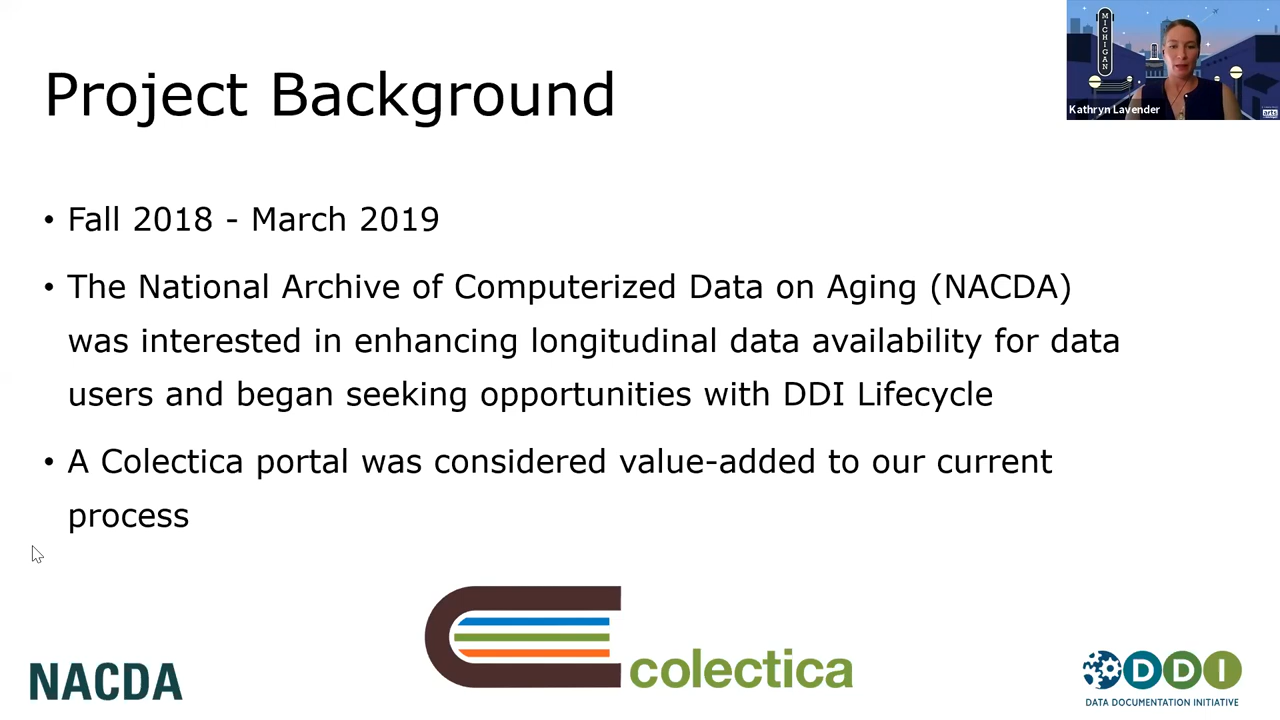 Project Background
MICHIGAN
Kathryn Lavender
arts
• Fall 2018 - March 2019
• The National Archive of Computerized Data on Aging (NACDA)
was interested in enhancing longitudinal data availability for data
users and began seeking opportunities with DDI Lifecycle
• A Colectica portal was considered value-added to our current
process
colectica
NACDA
DDI
DATA DOCUMENTATION INITIATIVE